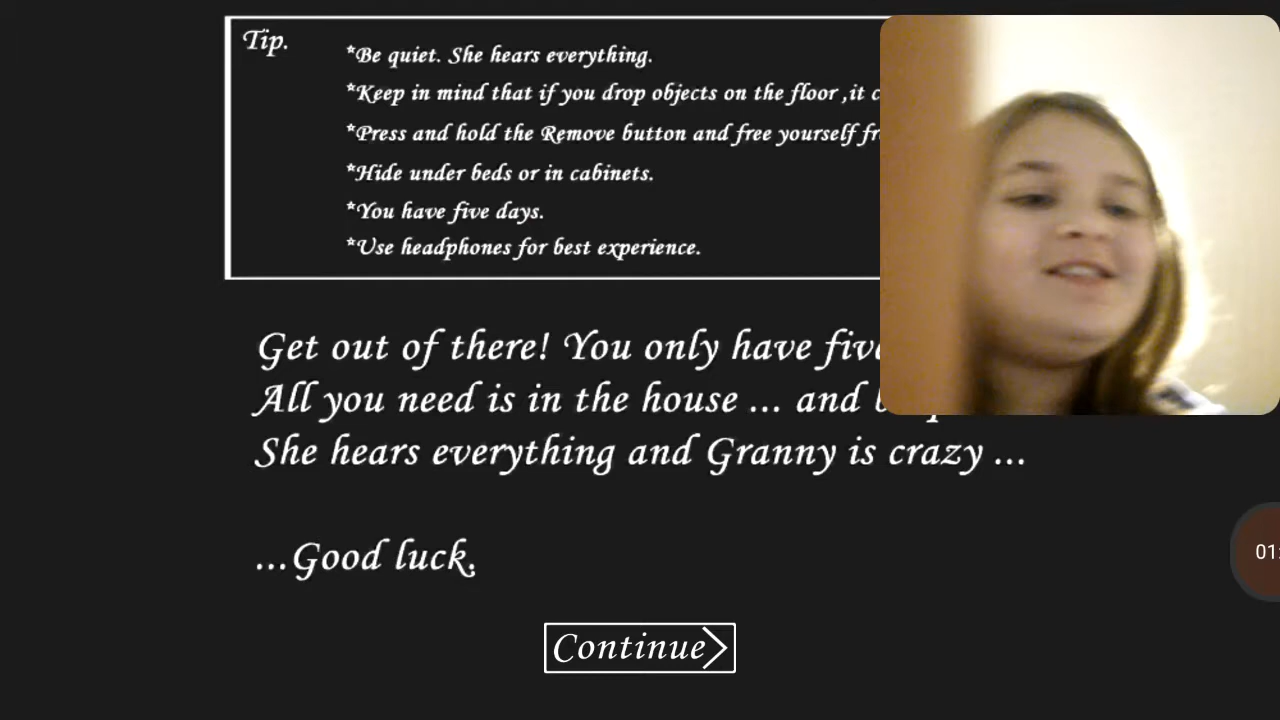 Tip.
*Be quiet. She hears everything.
*Keep in mind that if you drop objects on the floor ,it
*Press and hold the Remove button and free yourself
*Hide under beds or in cabinets.
*You have five days.
*Use headphones for best experience.
Get out of there! You only have five
All you need is in the house ... and
She hears everything and Granny is crazy ...
...Good luck.
Continue
01: